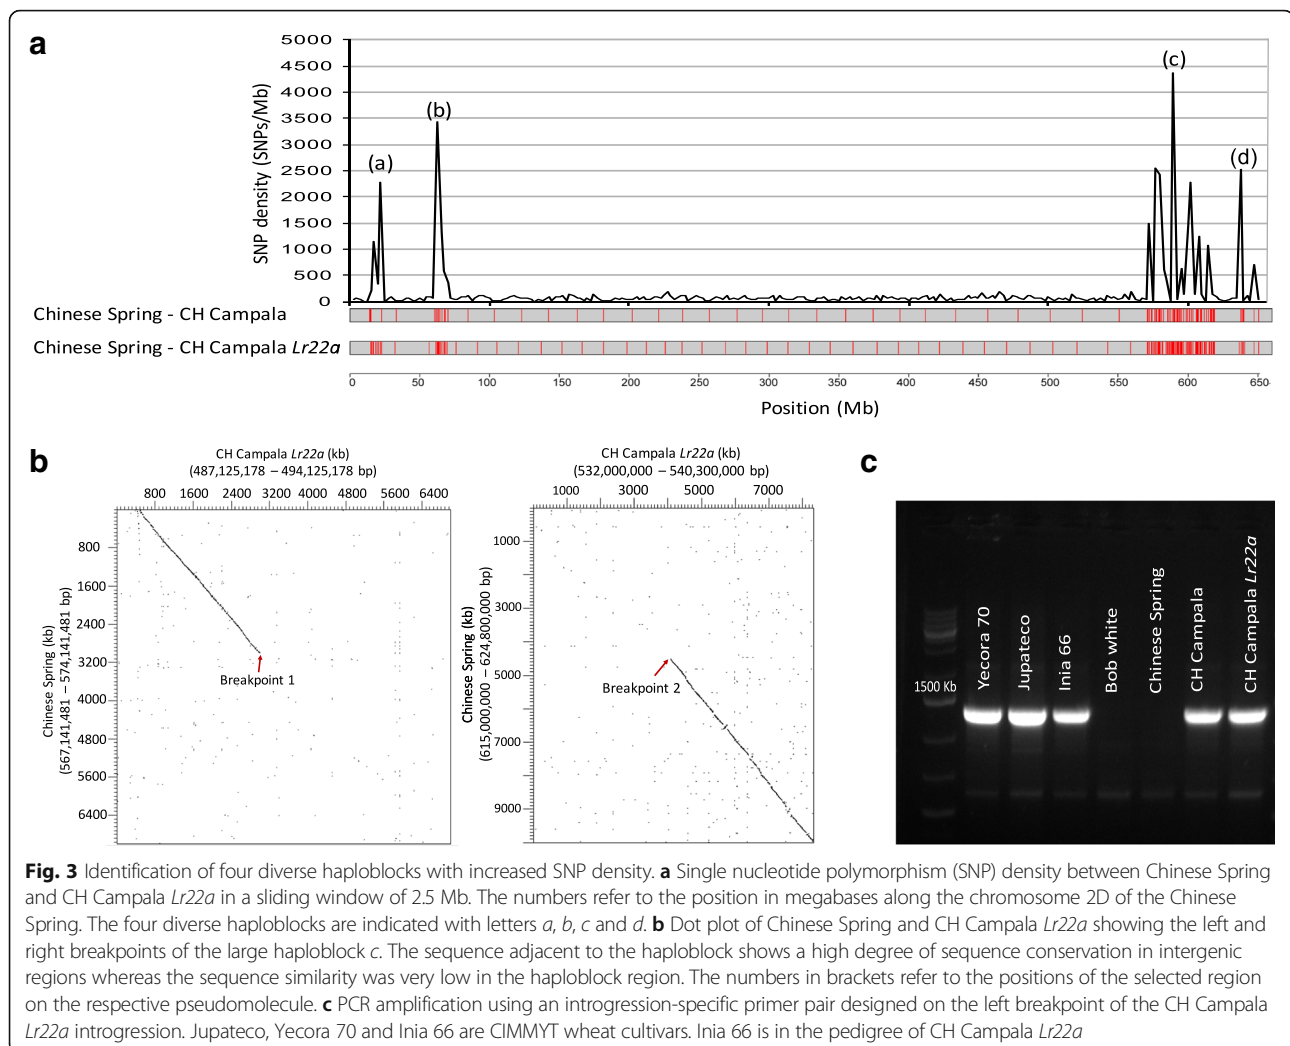 a
5000
4500
4000
3500
3000
2500
2000
1500
1000
500
0
SNP density (SNPs/Mb)
(a)
(b)
(c)
(d)
Chinese Spring - CH Campala
Chinese Spring - CH Campala Lr22a
0 50 100 150 200 250 300 350 400 450 500 550 600 650
Position (Mb)
b
CH Campala Lr22a (kb)
(487,125,178 – 494,125,178 bp)
800 1600 2400 3200 4000 4800 5600 6400
Chinese Spring (kb)
(567,141,481 – 574,141,481 bp)
800
1600
2400
3200
4000
4800
5600
6400
Breakpoint 1
CH Campala Lr22a (kb)
(532,000,000 – 540,300,000 bp)
1000 3000 5000 7000
Chinese Spring (kb)
(615,000,000 – 624,800,000 bp)
1000
3000
5000
7000
9000
Breakpoint 2
c
1500 Kb
Yecora 70
Jupateco
Inia 66
Bob white
Chinese Spring
CH Campala
CH Campala Lr22a
Fig. 3 Identification of four diverse haploblocks with increased SNP density. a Single nucleotide polymorphism (SNP) density between Chinese Spring
and CH Campala Lr22a in a sliding window of 2.5 Mb. The numbers refer to the position in megabases along the chromosome 2D of the Chinese
Spring. The four diverse haploblocks are indicated with letters a, b, c and d. b Dot plot of Chinese Spring and CH Campala Lr22a showing the left and
right breakpoints of the large haploblock c. The sequence adjacent to the haploblock shows a high degree of sequence conservation in intergenic
regions whereas the sequence similarity was very low in the haploblock region. The numbers in brackets refer to the positions of the selected region
on the respective pseudomolecule. c PCR amplification using an introgression-specific primer pair designed on the left breakpoint of the CH Campala
Lr22a introgression. Jupateco, Yecora 70 and Inia 66 are CIMMYT wheat cultivars. Inia 66 is in the pedigree of CH Campala Lr22a